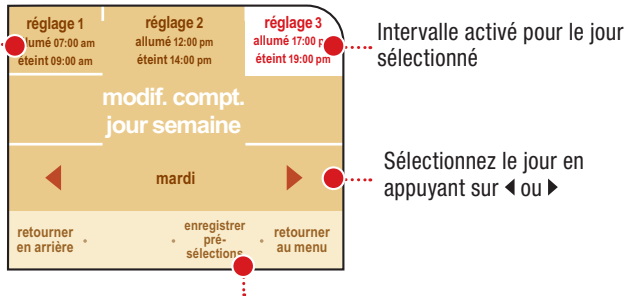 réglage 1
allumé 07:00 am
éteint 09:00 am
réglage 2
allumé 12:00 pm
éteint 14:00 pm
réglage 3
allumé 17:00 p
éteint 19:00 pm
Intervalle activé pour le jour
sélectionné
modif. compt.
jour semaine
mardi
Sélectionnez le jour en
appuyant sur ◀ ou ▶
retourner
en arrière
enregistrer
pré-
sélections
retourner
au menu